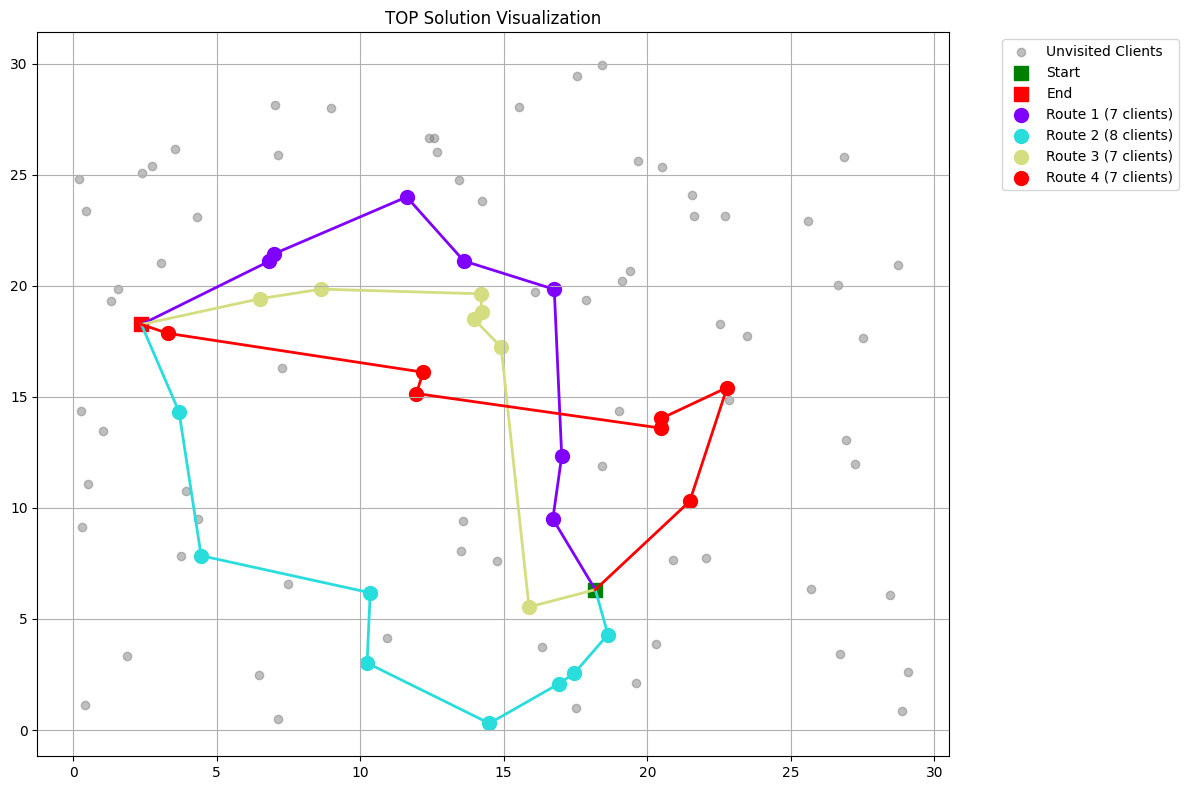 TOP Solution Visualization
30
25
20
15
10
5
0
0 5 10 15 20 25 30
Unvisited Clients
Start
End
Route 1 (7 clients)
Route 2 (8 clients)
Route 3 (7 clients)
Route 4 (7 clients)